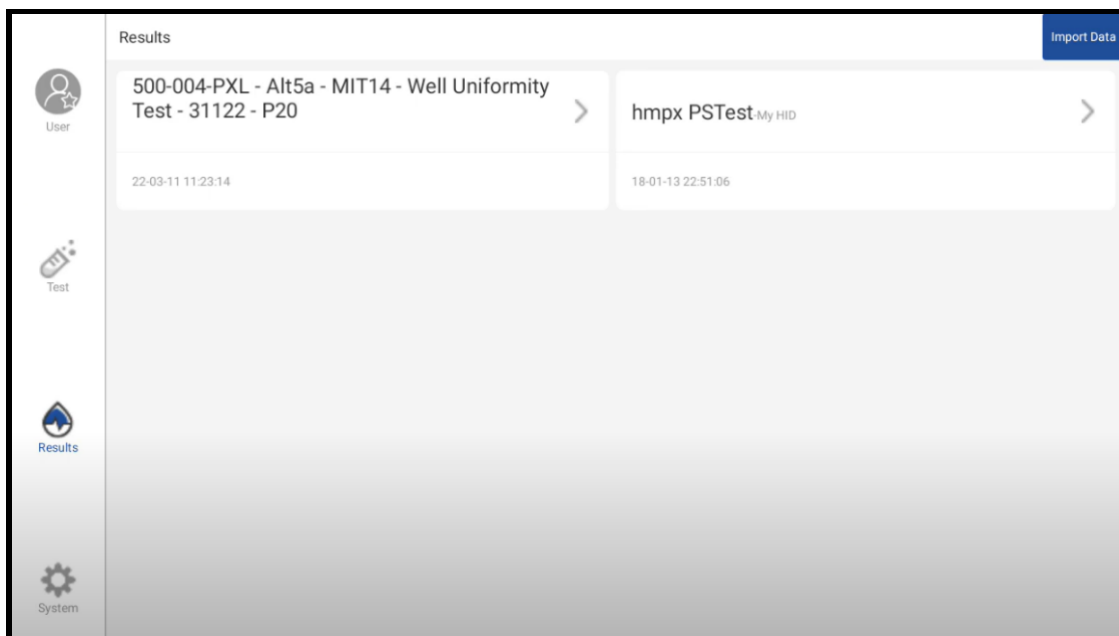 Results
Import Data
User
Test
Results
System
500-004-PXL - Alt5a - MIT14 - Well Uniformity
Test - 31122 - P20
22-03-11 11:23:14
hmpx PSTest-My HID
18-01-13 22:51:06